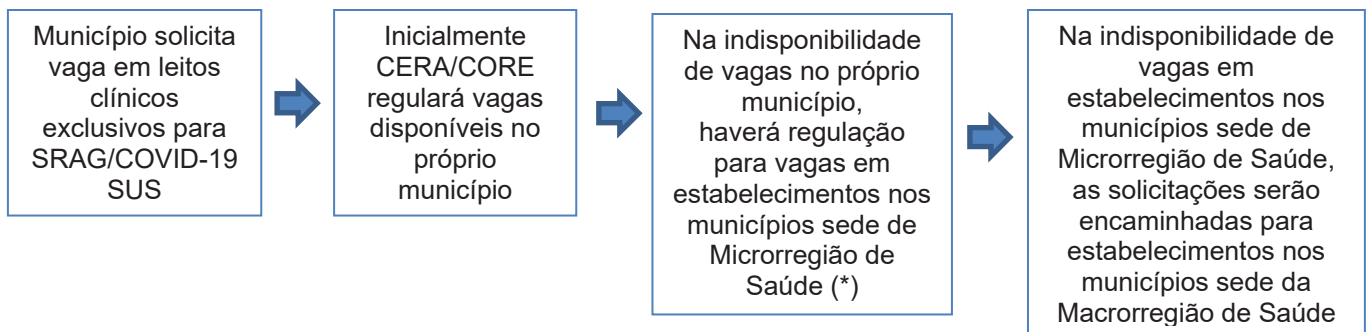 Município solicita
vaga em leitos
clínicos
exclusivos para
SRAG/COVID-19
SUS
Inicialmente
CERA/CORE
regulará vagas
disponíveis no
próprio
município
Na indisponibilidade
de vagas no próprio
município,
haverá regulação
para vagas em
estabelecimentos nos
municípios sede de
Microrregião de
Saúde (*)
Na indisponibilidade de
vagas em
estabelecimentos nos
municípios sede de
Microrregião de Saúde,
as solicitações serão
encaminhadas para
estabelecimentos nos
municípios sede da
Macrorregião de Saúde